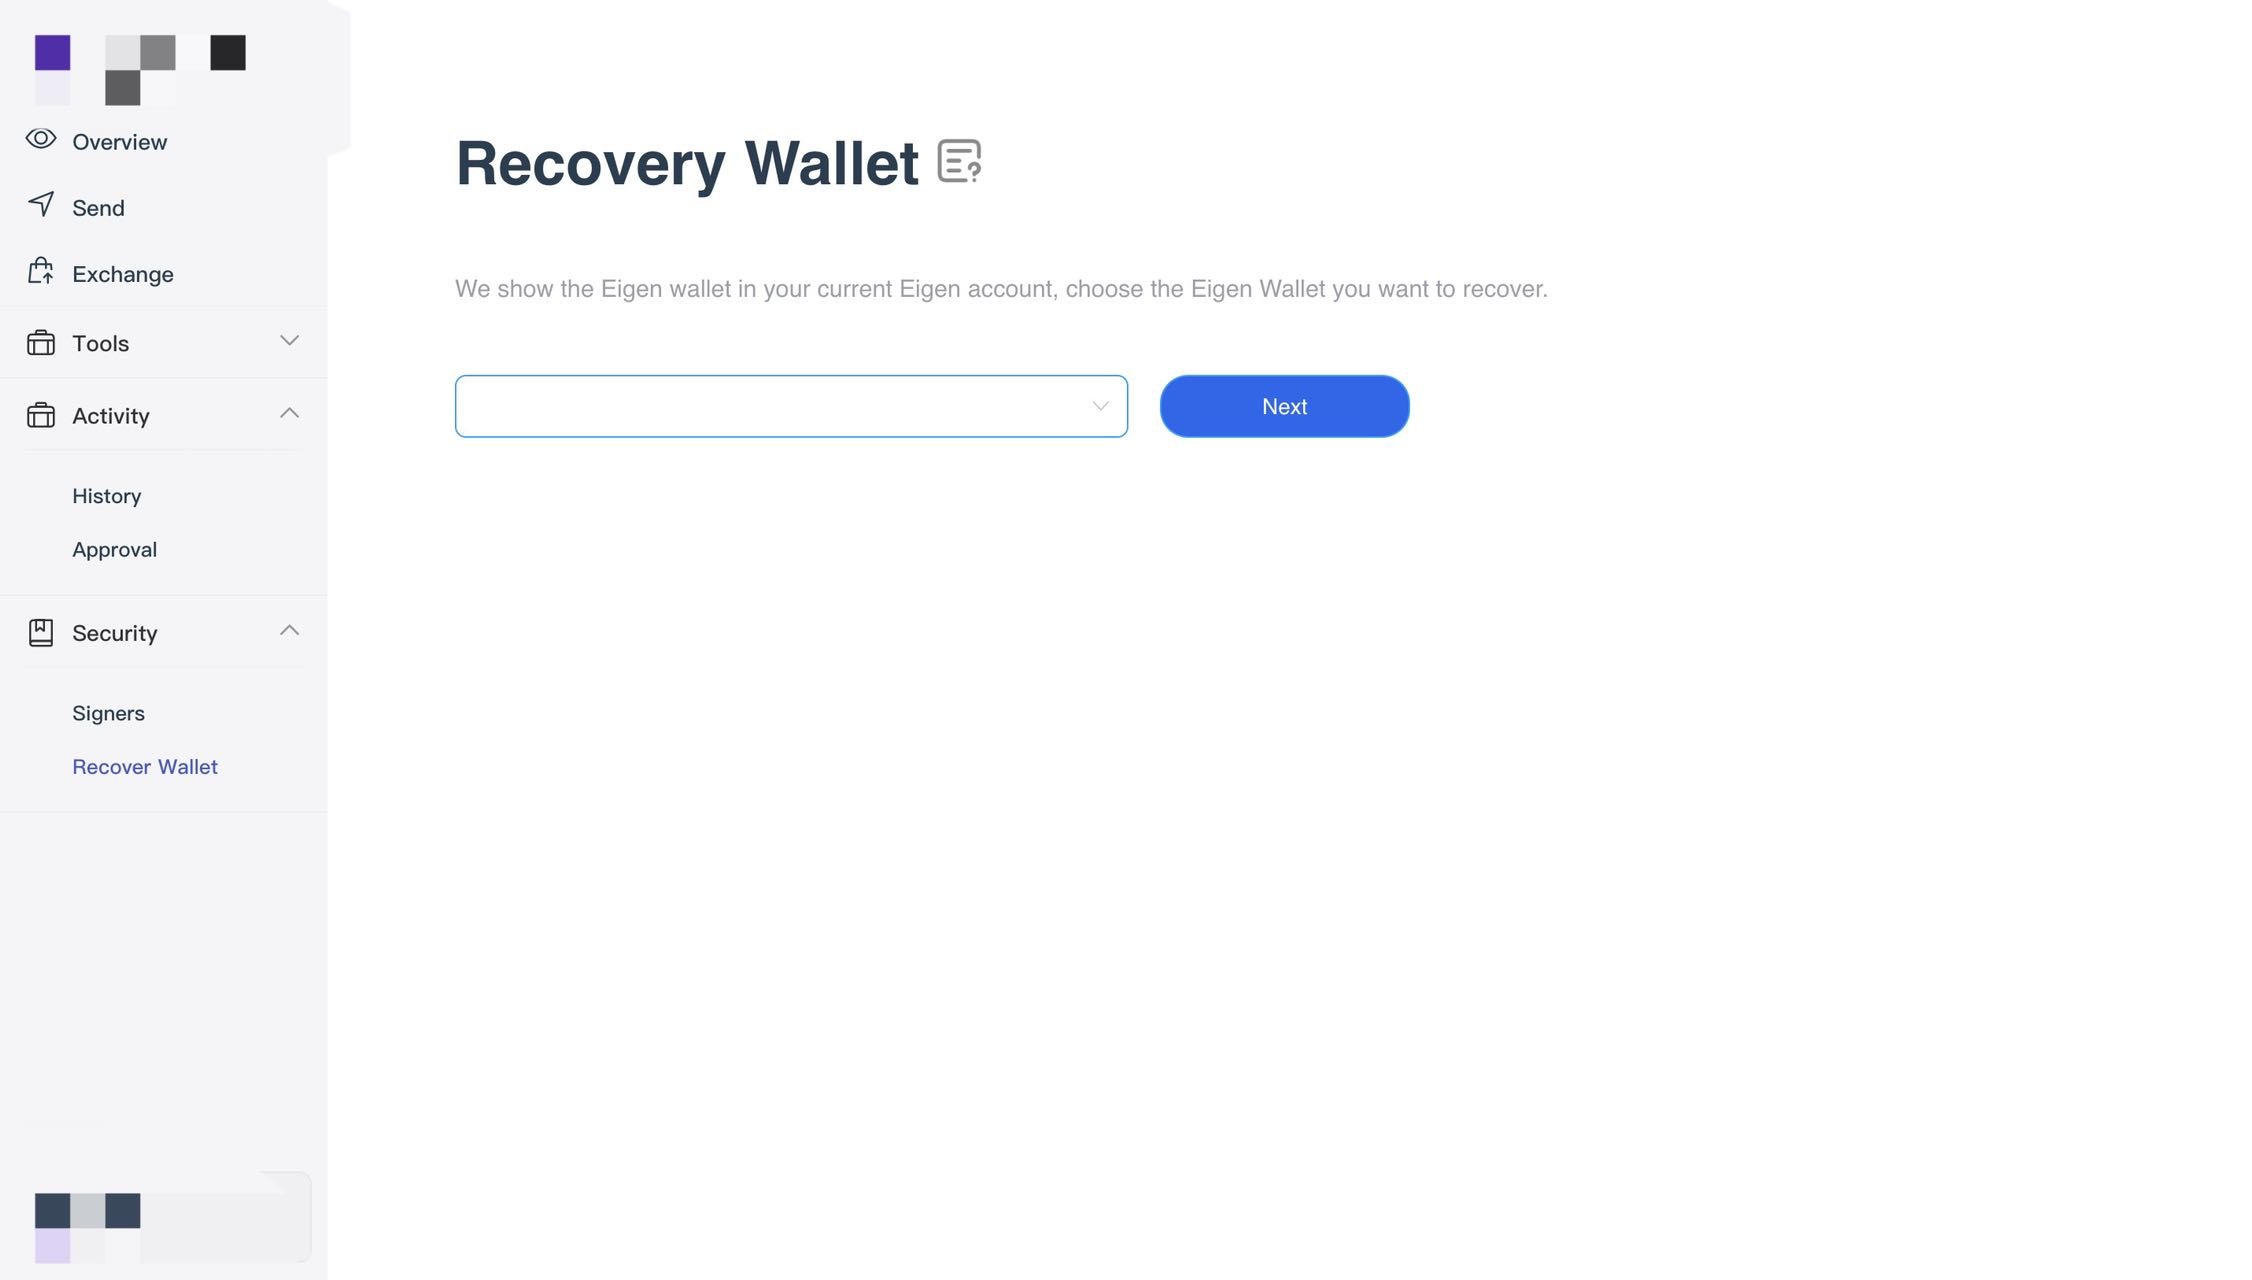 Overview
Send
Exchange
Tools
Activity
History
Approval
Security
Signers
Recover Wallet
Recovery Wallet
We show the Eigen wallet in your current Eigen account, choose the Eigen Wallet you want to recover.
Next